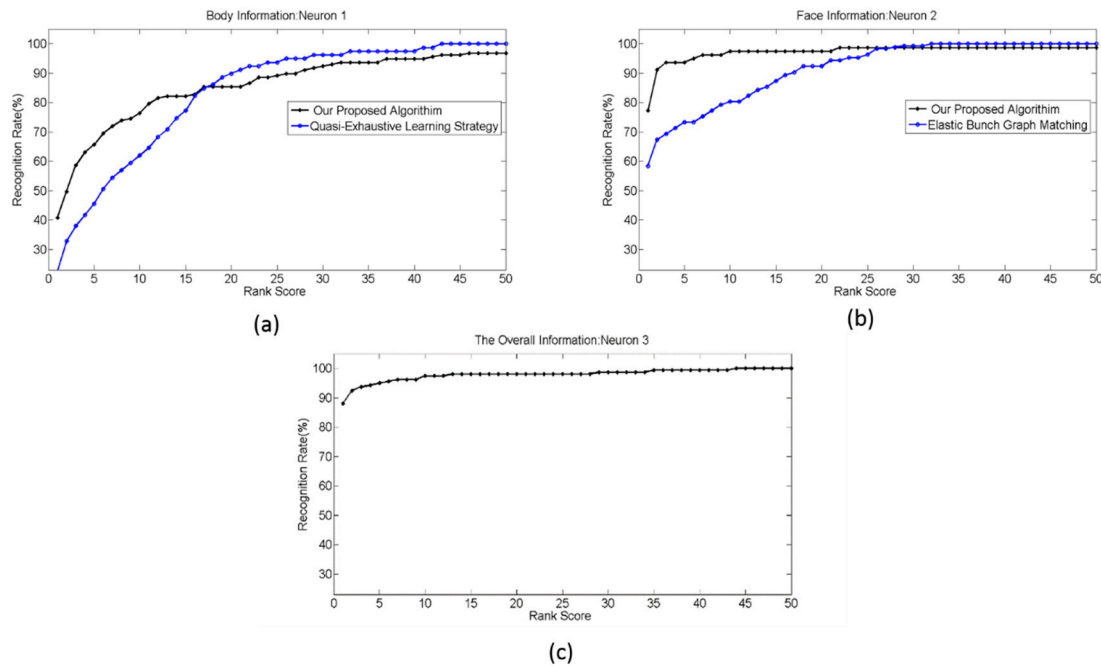 Body Information:Neuron 1
100
90
80
70
60
50
40
30
Recognition Rate(%)
Our Proposed Algorithim
Quasi-Exhaustive Learning Strategy
0 5 10 15 20 25 30 35 40 45 50
Rank Score
(a)
Face Information:Neuron 2
100
90
80
70
60
50
40
30
Recognition Rate(%)
Our Proposed Algorithim
Elastic Bunch Graph Matching
0 5 10 15 20 25 30 35 40 45 50
Rank Score
(b)
The Overall Information:Neuron 3
100
90
80
70
60
50
40
30
Recognition Rate(%)
0 5 10 15 20 25 30 35 40 45 50
Rank Score
(c)